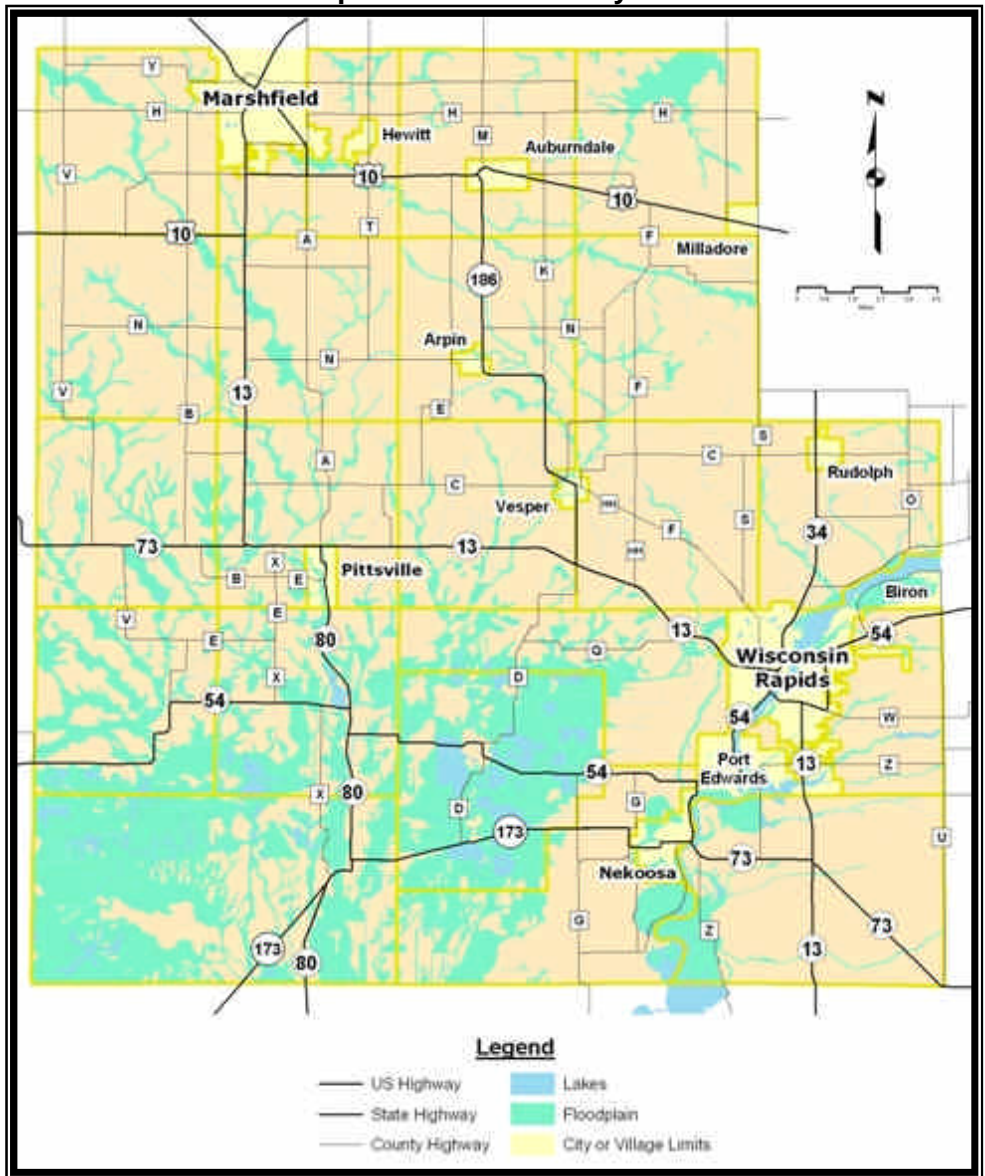 Marshfield
Y
H
Hewitt
H
M
H
Auburndale
N
V
10
10
10
T
A
F
Milladore
186
K
N
Arpin
N
N
V
13
F
B
E
A
C
S
C
Rudolph
Vesper
HH
F
S
O
34
73
13
HH
X
B
E
Pittsville
Biron
V
E
80
13
54
E
G
Wisconsin
Rapids
X
D
54
54
W
Port
Edwards
13
Z
54
X
80
D
G
173
U
73
Nekoosa
G
Z
73
173
80
13
Legend
US Highway
Lakes
State Highway
Floodplain
County Highway
City or Village Limits